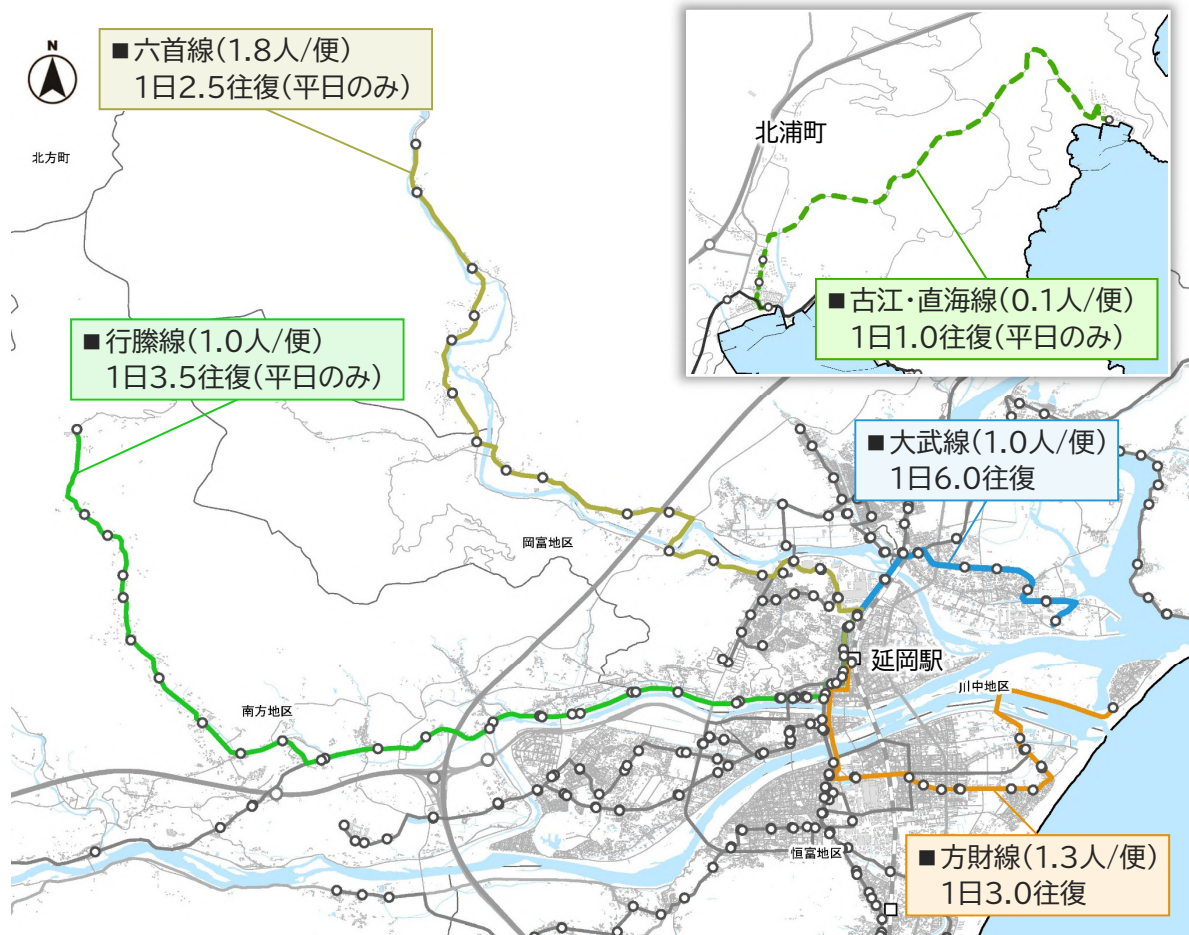 N
■六首線(1.8人/便)
1日2.5往復(平日のみ)
北方町
北浦町
■古江・直海線(0.1人/便)
1日1.0往復(平日のみ)
■行縢線(1.0人/便)
1日3.5往復(平日のみ)
■大武線(1.0人/便)
1日6.0往復
岡富地区
延岡駅
川中地区
南方地区
恒富地区
■方財線(1.3人/便)
1日3.0往復